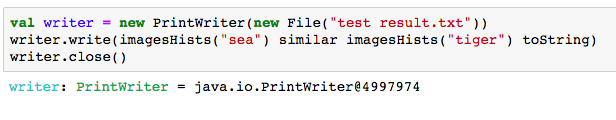 val writer = new PrintWriter(new File("test result.txt"))
writer.write(imagesHists("sea") similar imagesHists("tiger") toString)
writer.close()
writer: PrintWriter = java.io.PrintWriter@4997974